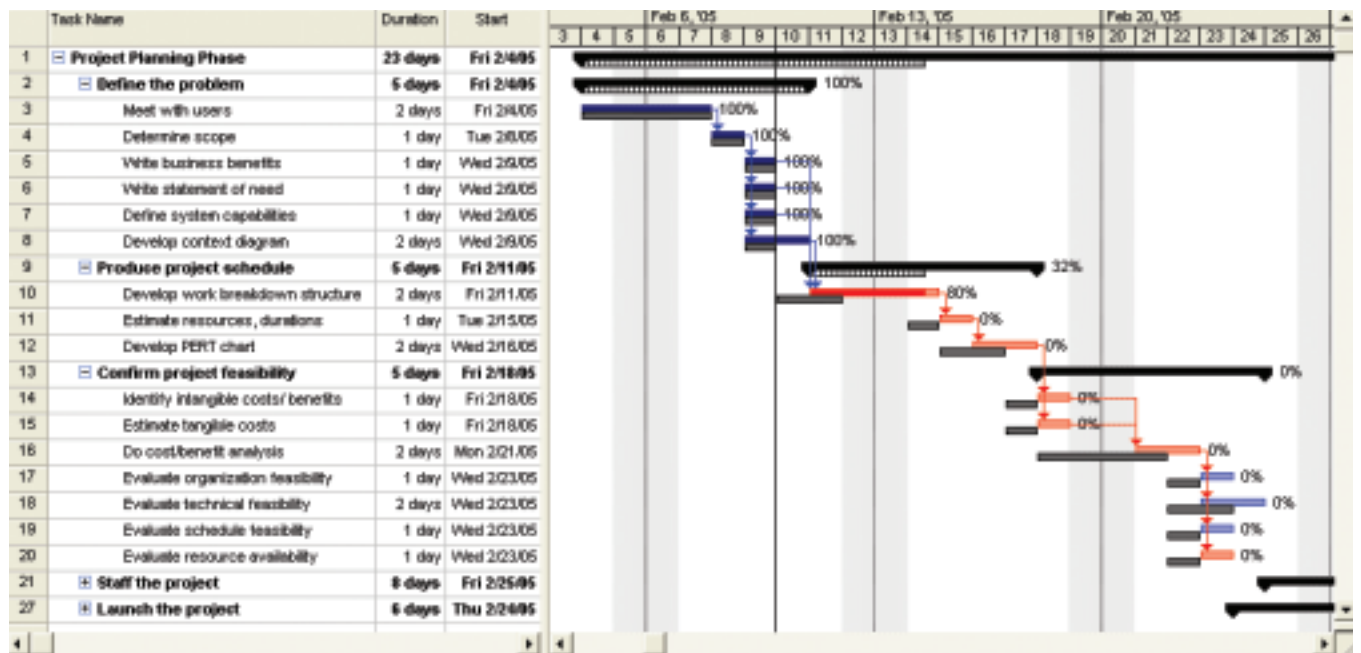 Task Name Duration Start Feb 6, '05 Feb 13, '05 Feb 20, '05
3 4 5 6 7 8 9 10 11 12 13 14 15 16 17 18 19 20 21 22 23 24 25 26
1 Project Planning Phase 23 days Fri 2/4/05
2 Define the problem 5 days Fri 2/4/05 100%
3 Meet with users 2 days Fri 2/4/05 100%
4 Determine scope 1 day Tue 2/8/05 100%
5 Write business benefits 1 day Wed 2/9/05 100%
6 Write statement of need 1 day Wed 2/9/05 100%
7 Define system capabilities 1 day Wed 2/9/05 100%
8 Develop context diagram 2 days Wed 2/9/05 100%
9 Produce project schedule 5 days Fri 2/11/05 32%
10 Develop work breakdown structure 2 days Fri 2/11/05 80%
11 Estimate resources, durations 1 day Tue 2/15/05 0%
12 Develop PERT chart 2 days Wed 2/16/05 0%
13 Confirm project feasibility 5 days Fri 2/18/05 0%
14 Identify intangible costs/ benefits 1 day Fri 2/18/05 0%
15 Estimate tangible costs 1 day Fri 2/18/05 0%
16 Do cost/benefit analysis 2 days Mon 2/21/05 0%
17 Evaluate organization feasibility 1 day Wed 2/23/05 0%
18 Evaluate technical feasibility 2 days Wed 2/23/05 0%
19 Evaluate schedule feasibility 1 day Wed 2/23/05 0%
20 Evaluate resource availability 1 day Wed 2/23/05 0%
21 Staff the project 8 days Fri 2/25/05
27 Launch the project 6 days Thu 2/24/05